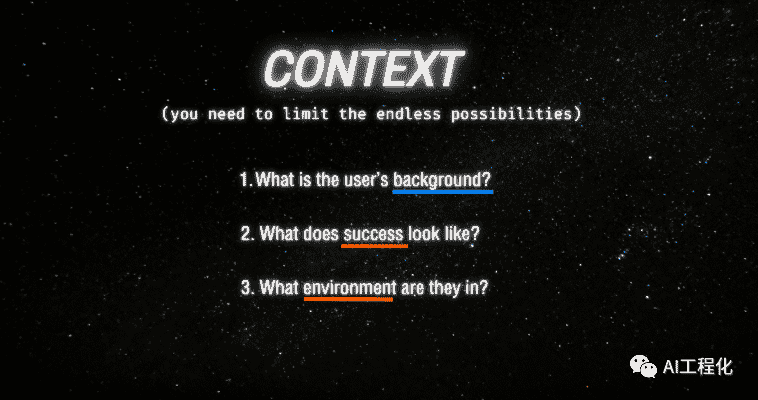 CONTEXT
(you need to limit the endless possibilities)
1. What is the user's background?
2. What does success look like?
3. What environment are they in?
AI工程化